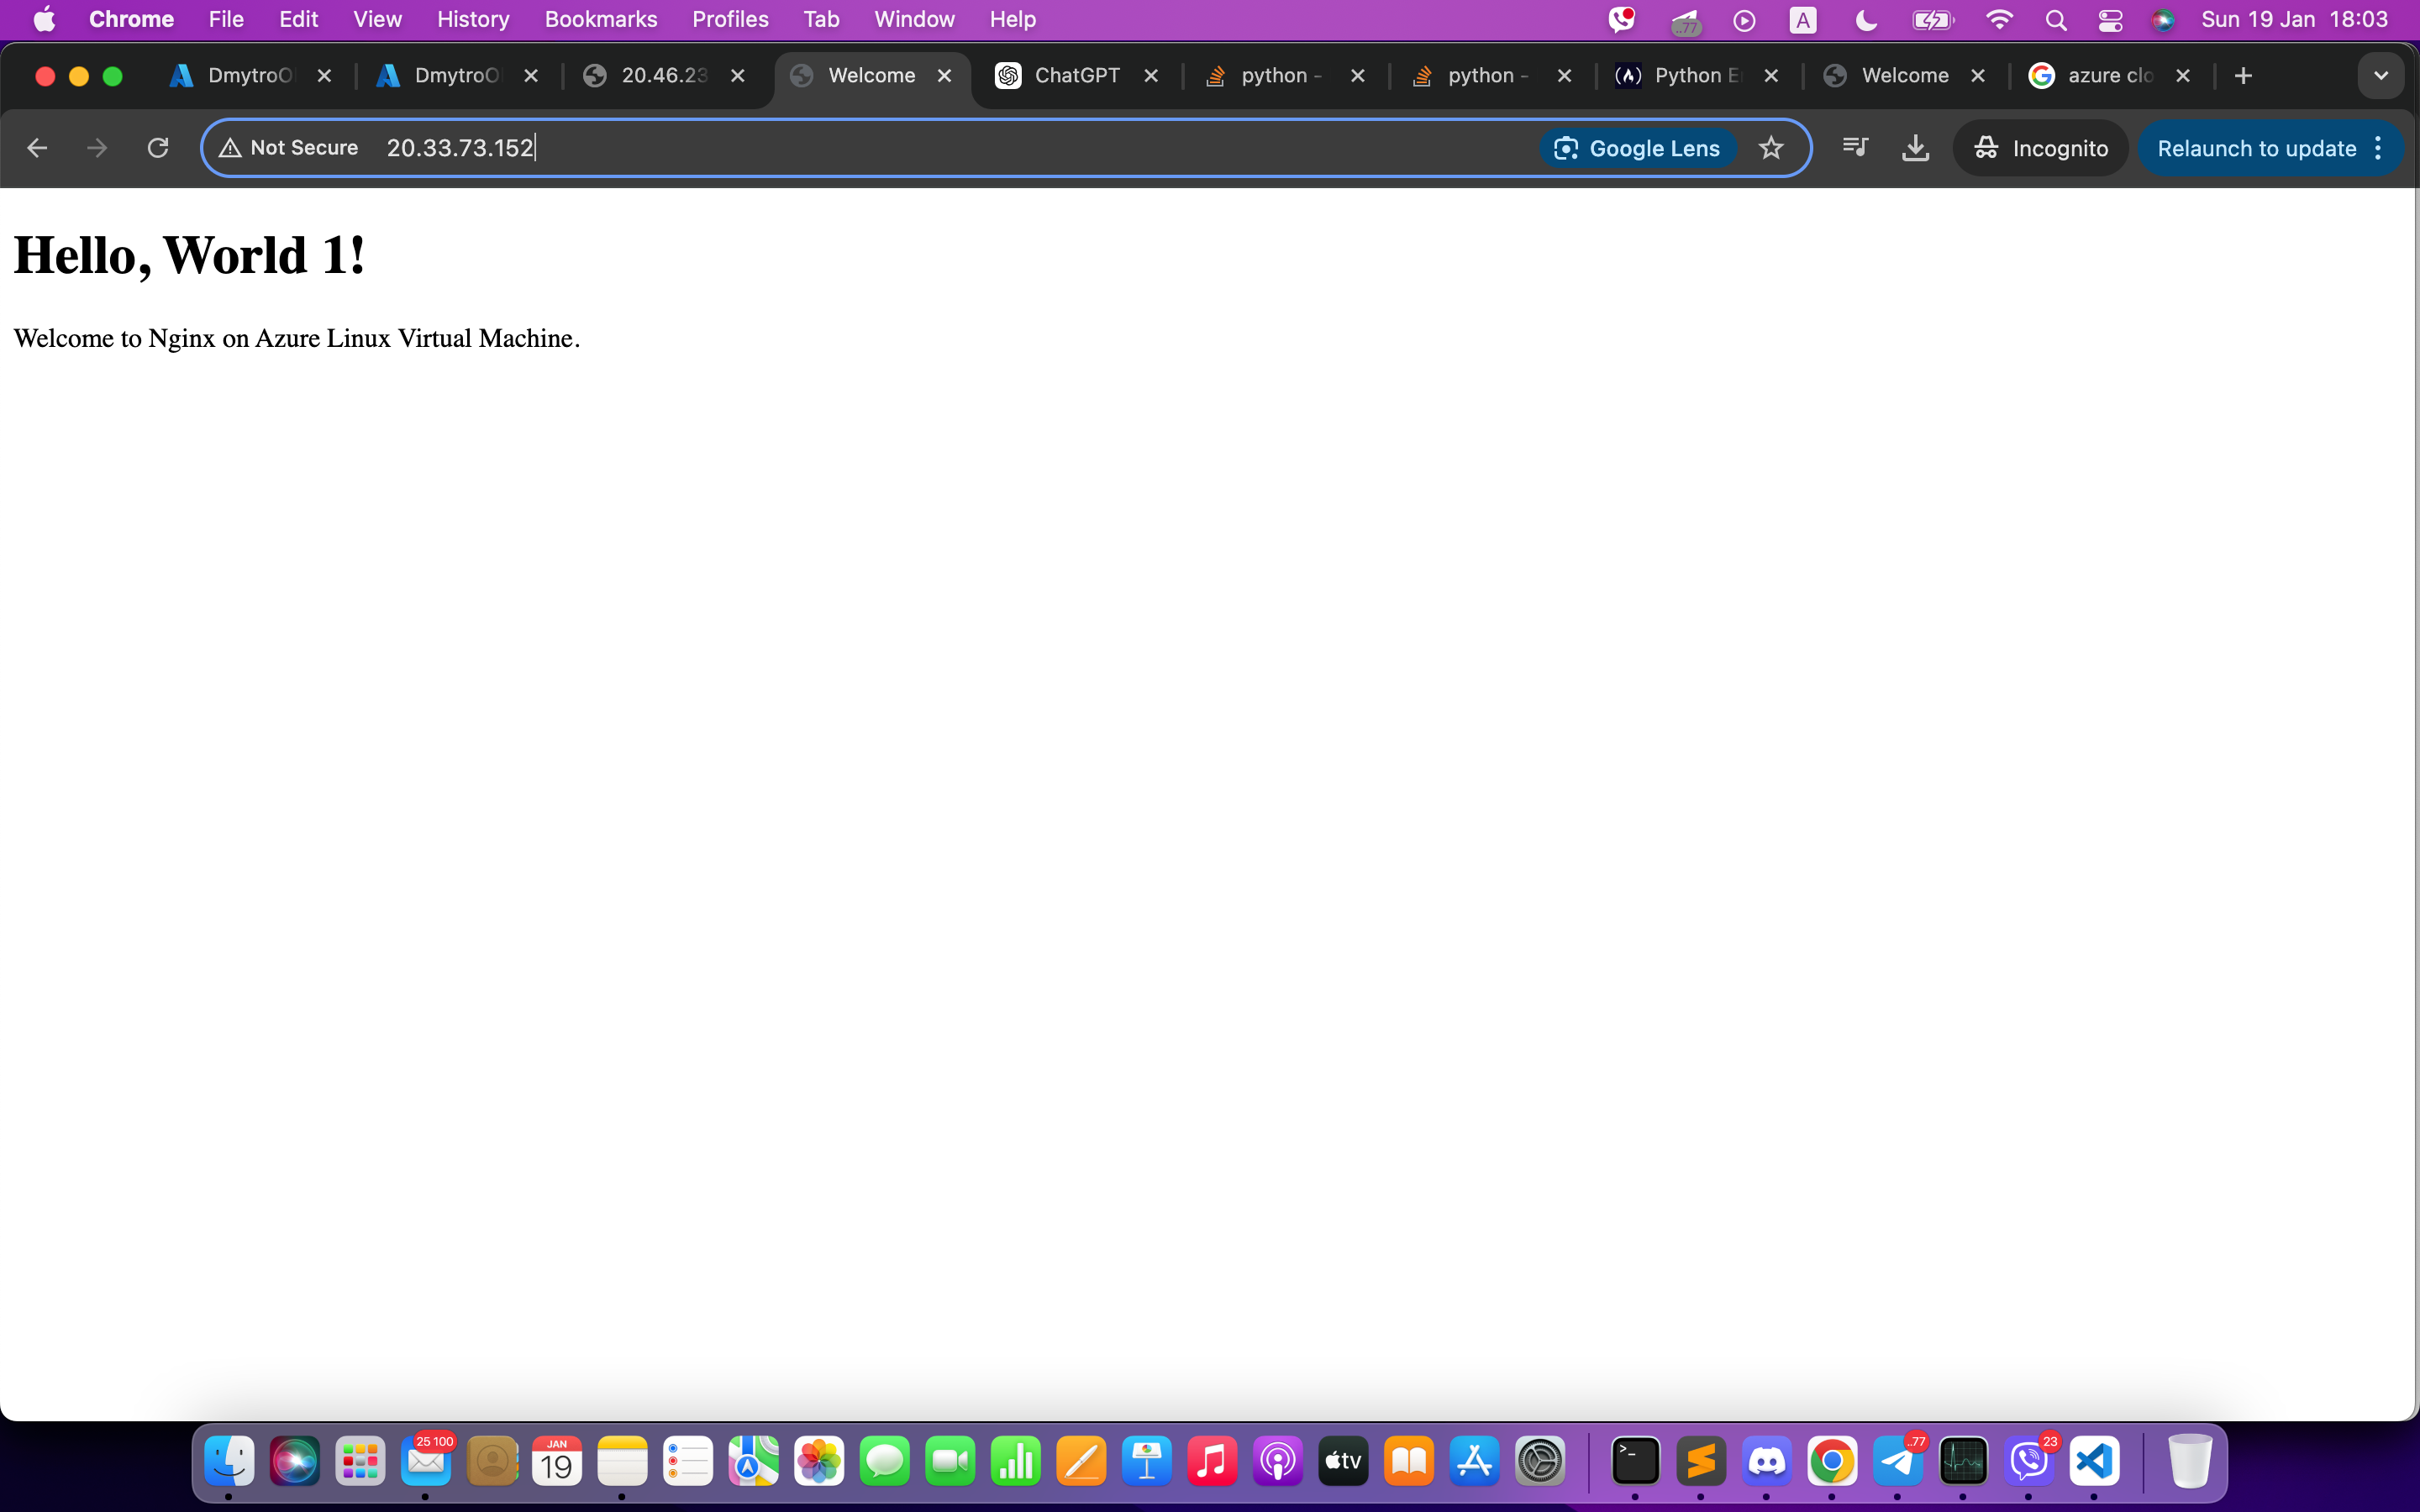 Chrome File Edit View History Bookmarks Profiles Tab Window Help ..77 A Sun 19 Jan 18:03
DmytroO DmytroO 20.46.23 Welcome ChatGPT python - python - Python E Welcome azure clo
Not Secure 20.33.73.152 Google Lens Incognito Relaunch to update
Hello, World 1!
Welcome to Nginx on Azure Linux Virtual Machine.
25 100 JAN ..77 23
19 tv >_